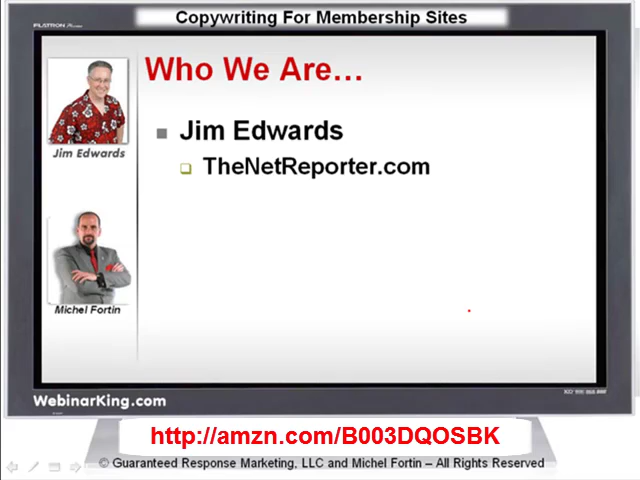 Copywriting For Membership Sites
Who We Are…
Jim Edwards
TheNetReporter.com
Jim Edwards
Michel Fortin
WebinarKing.com
http://amzn.com/B003DQOSBK
© Guaranteed Response Marketing, LLC and Michel Fortin – All Rights Reserved